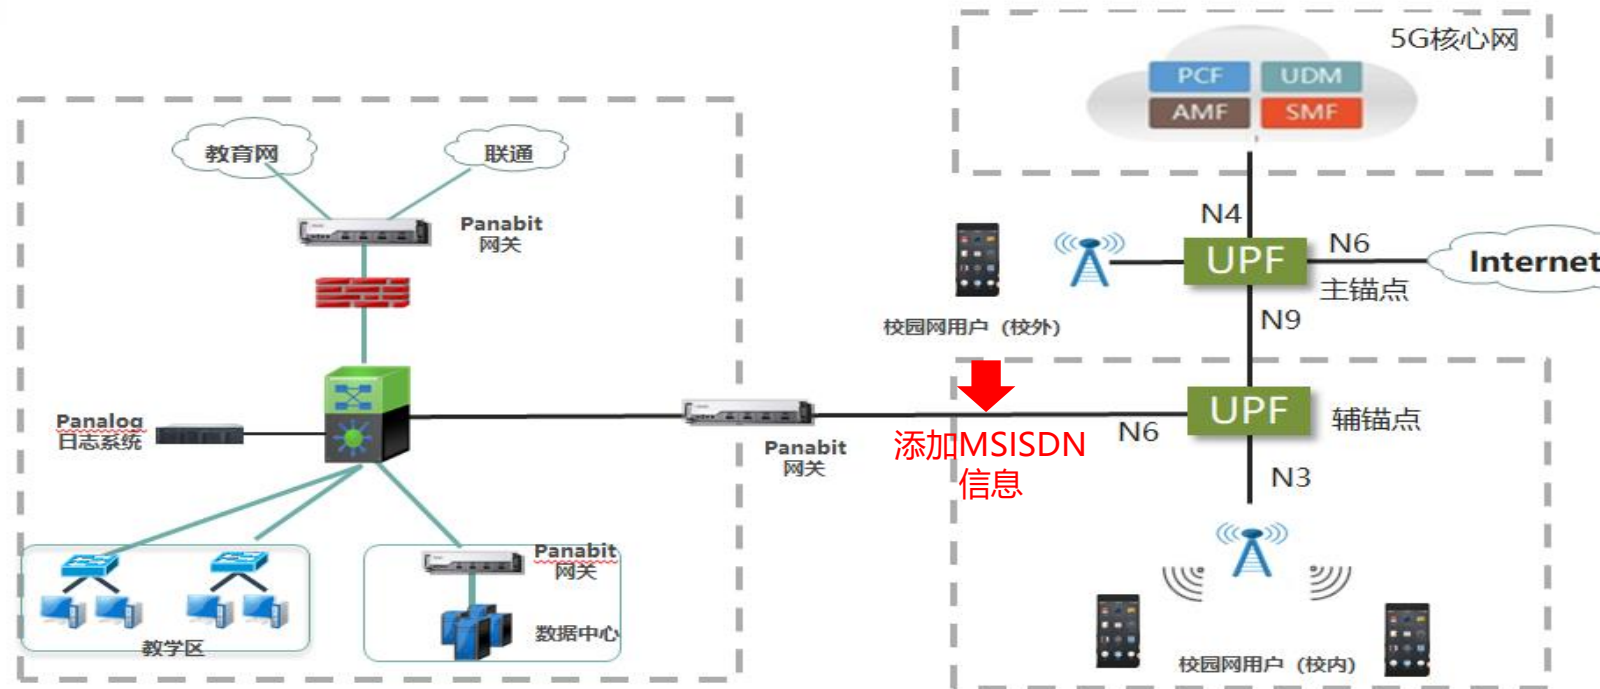 5G核心网
PCF
UDM
AMF
SMF
教育网
联通
Panabit
网关
N4
UPF
N6
Internet
主锚点
校园网用户（校外）
N9
Panalog
日志系统
UPF
辅锚点
N6
Panabit
网关
添加MSISDN
信息
N3
Panabit
网关
数据中心
教学区
校园网用户（校内）